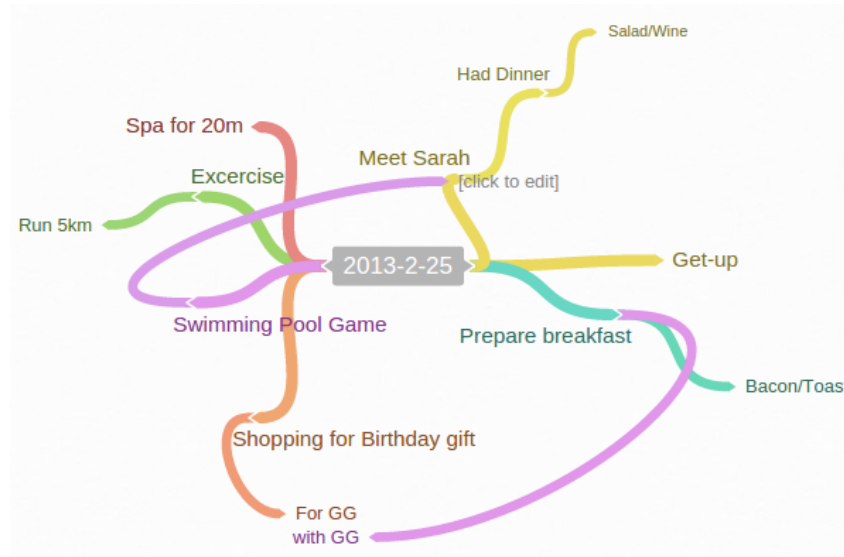 Salad/Wine
Had Dinner
Spa for 20m
Meet Sarah
Excercise
[click to edit]
Run 5km
2013-2-25
Get-up
Swimming Pool Game
Prepare breakfast
Bacon/Toas
Shopping for Birthday gift
For GG
with GG